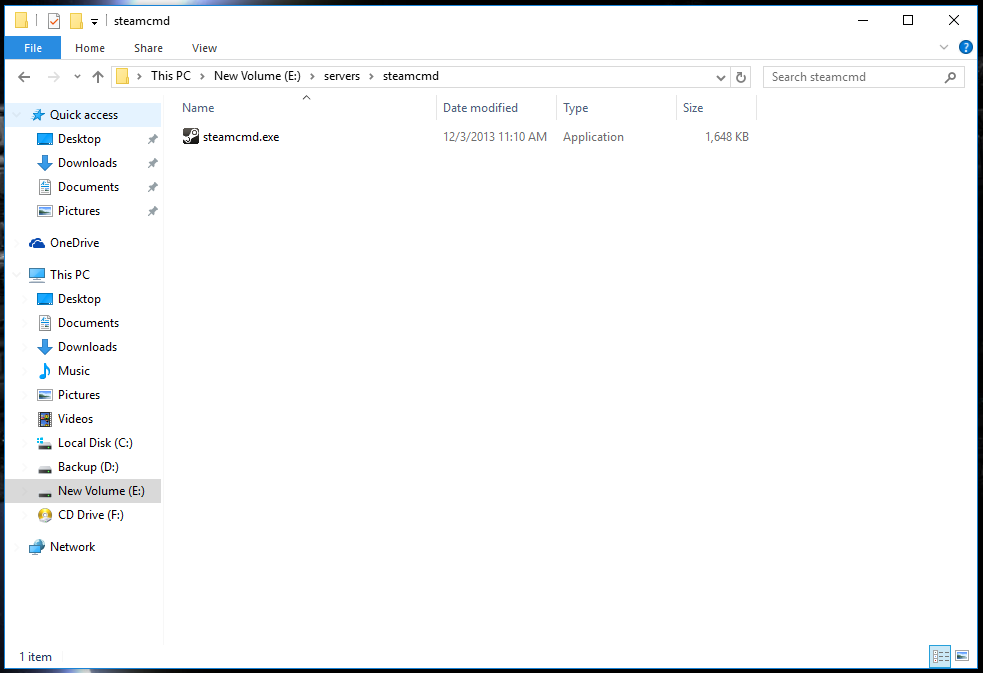 steamcmd
File Home Share View ?
This PC New Volume (E:) servers steamcmd Search steamcmd
Name Date modified Type Size
steamcmd.exe 12/3/2013 11:10 AM Application 1,648 KB
Quick access
Desktop
Downloads
Documents
Pictures
OneDrive
This PC
Desktop
Documents
Downloads
Music
Pictures
Videos
Local Disk (C:)
Backup (D:)
New Volume (E:)
CD Drive (F:)
Network
1 item